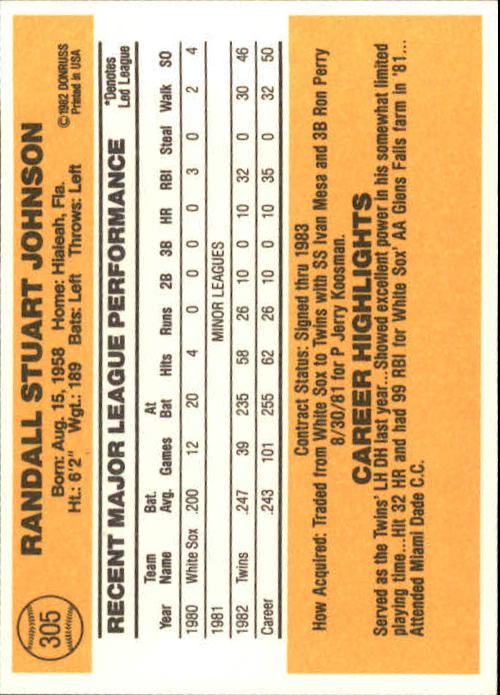 305
RANDALL STUART JOHNSON
Born: Aug. 15, 1958 Home: Hialeah, Fla.
Ht.: 6'2" Wgt.: 189 Bats: Left Throws: Left
©1982 DONRUSS
Printed in USA
RECENT MAJOR LEAGUE PERFORMANCE
*Denotes
Led League
Year Team Name Bat. Avg. Games At Bat Hits Runs 2B 3B HR RBI Steal Walk SO
1980 White Sox .200 12 20 4 0 0 0 0 3 0 2 4
1981 MINOR LEAGUES
1982 Twins .247 39 235 58 26 10 0 10 32 0 30 46
Career .243 101 255 62 26 10 0 10 35 0 32 50
Contract Status: Signed thru 1983
How Acquired: Traded from White Sox to Twins with SS Ivan Mesa and 3B Ron Perry
8/30/81 for P Jerry Koosman.
CAREER HIGHLIGHTS
Served as the Twins' LH DH last year...Showed excellent power in his somewhat limited
playing time...Hit 32 HR and had 99 RBI for White Sox' AA Glens Falls farm in '81...
Attended Miami Dade C.C.